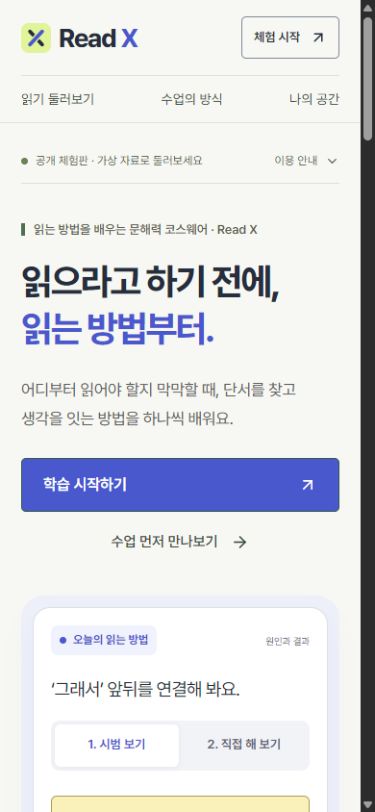 Read X
체험 시작
읽기 둘러보기
수업의 방식
나의 공간
공개 체험판 · 가상 자료로 둘러보세요
이용 안내
읽는 방법을 배우는 문해력 코스웨어 · Read X
읽으라고 하기 전에,
읽는 방법부터.
어디부터 읽어야 할지 막막할 때, 단서를 찾고
생각을 잇는 방법을 하나씩 배워요.
학습 시작하기
수업 먼저 만나보기
오늘의 읽는 방법
원인과 결과
‘그래서’ 앞뒤를 연결해 봐요.
1. 시범 보기
2. 직접 해 보기